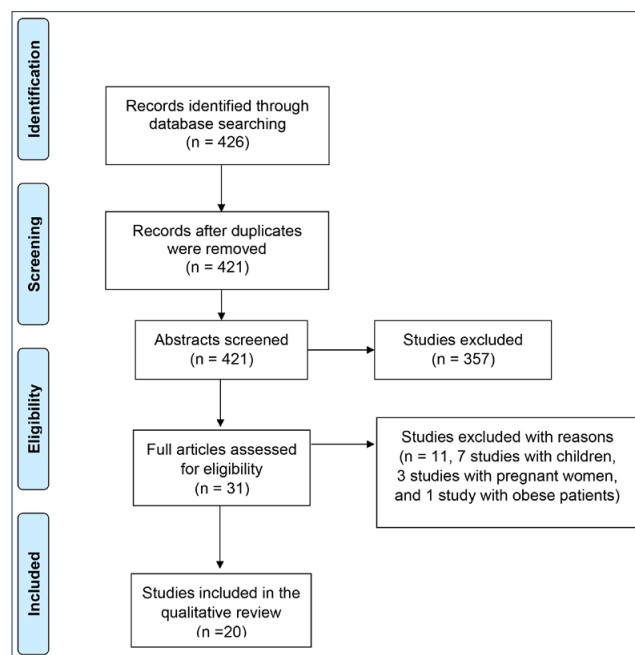 Identification
Records identified through
database searching
(n = 426)
Screening
Records after duplicates
were removed
(n = 421)
Abstracts screened
(n = 421)
Studies excluded
(n = 357)
Eligibility
Full articles assessed
for eligibility
(n = 31)
Studies excluded with reasons
(n = 11, 7 studies with children,
3 studies with pregnant women,
and 1 study with obese patients)
Included
Studies included in the
qualitative review
(n =20)